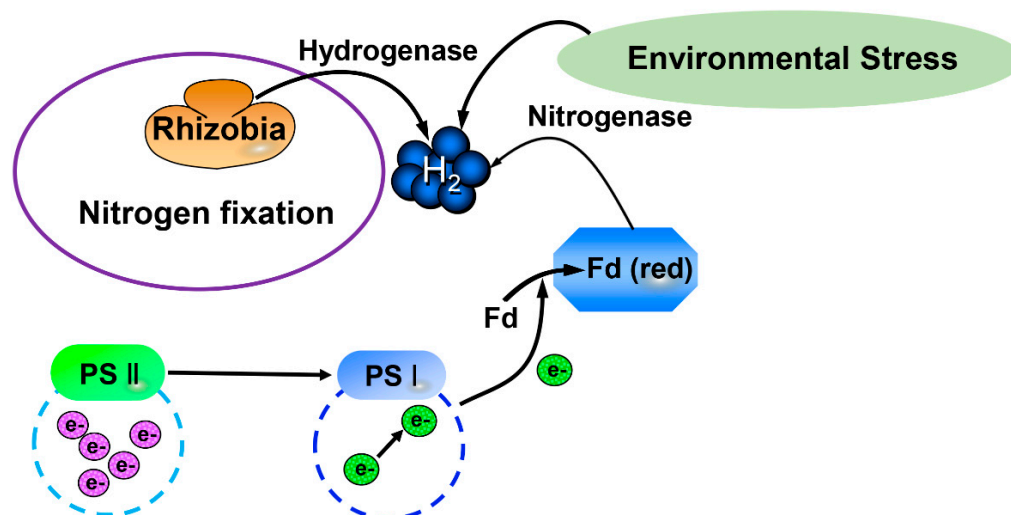 Hydrogenase
Environmental Stress
Rhizobia
Nitrogenase
H₂
Nitrogen fixation
Fd (red)
Fd
PS II
PS I
e-
e-
e-
e-
e-
e-
e-
e-